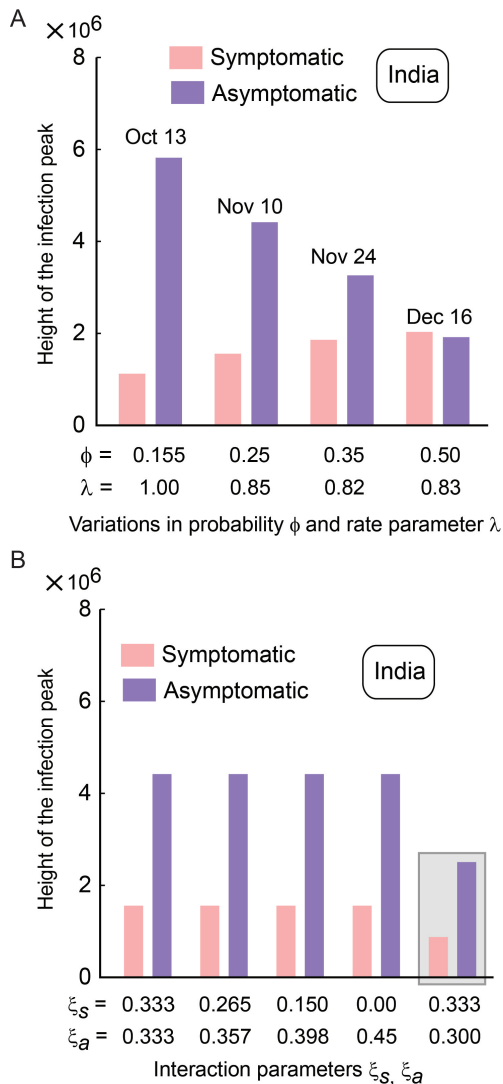 A
×10⁶
8
Symptomatic
India
Asymptomatic
Oct 13
6
Nov 10
Nov 24
4
Dec 16
2
0
Height of the infection peak
ϕ = 0.155 0.25 0.35 0.50
λ = 1.00 0.85 0.82 0.83
Variations in probability ϕ and rate parameter λ
B
×10⁶
8
Symptomatic
India
Asymptomatic
6
4
2
0
Height of the infection peak
ξs = 0.333 0.265 0.150 0.00 0.333
ξa = 0.333 0.357 0.398 0.45 0.300
Interaction parameters ξs, ξa